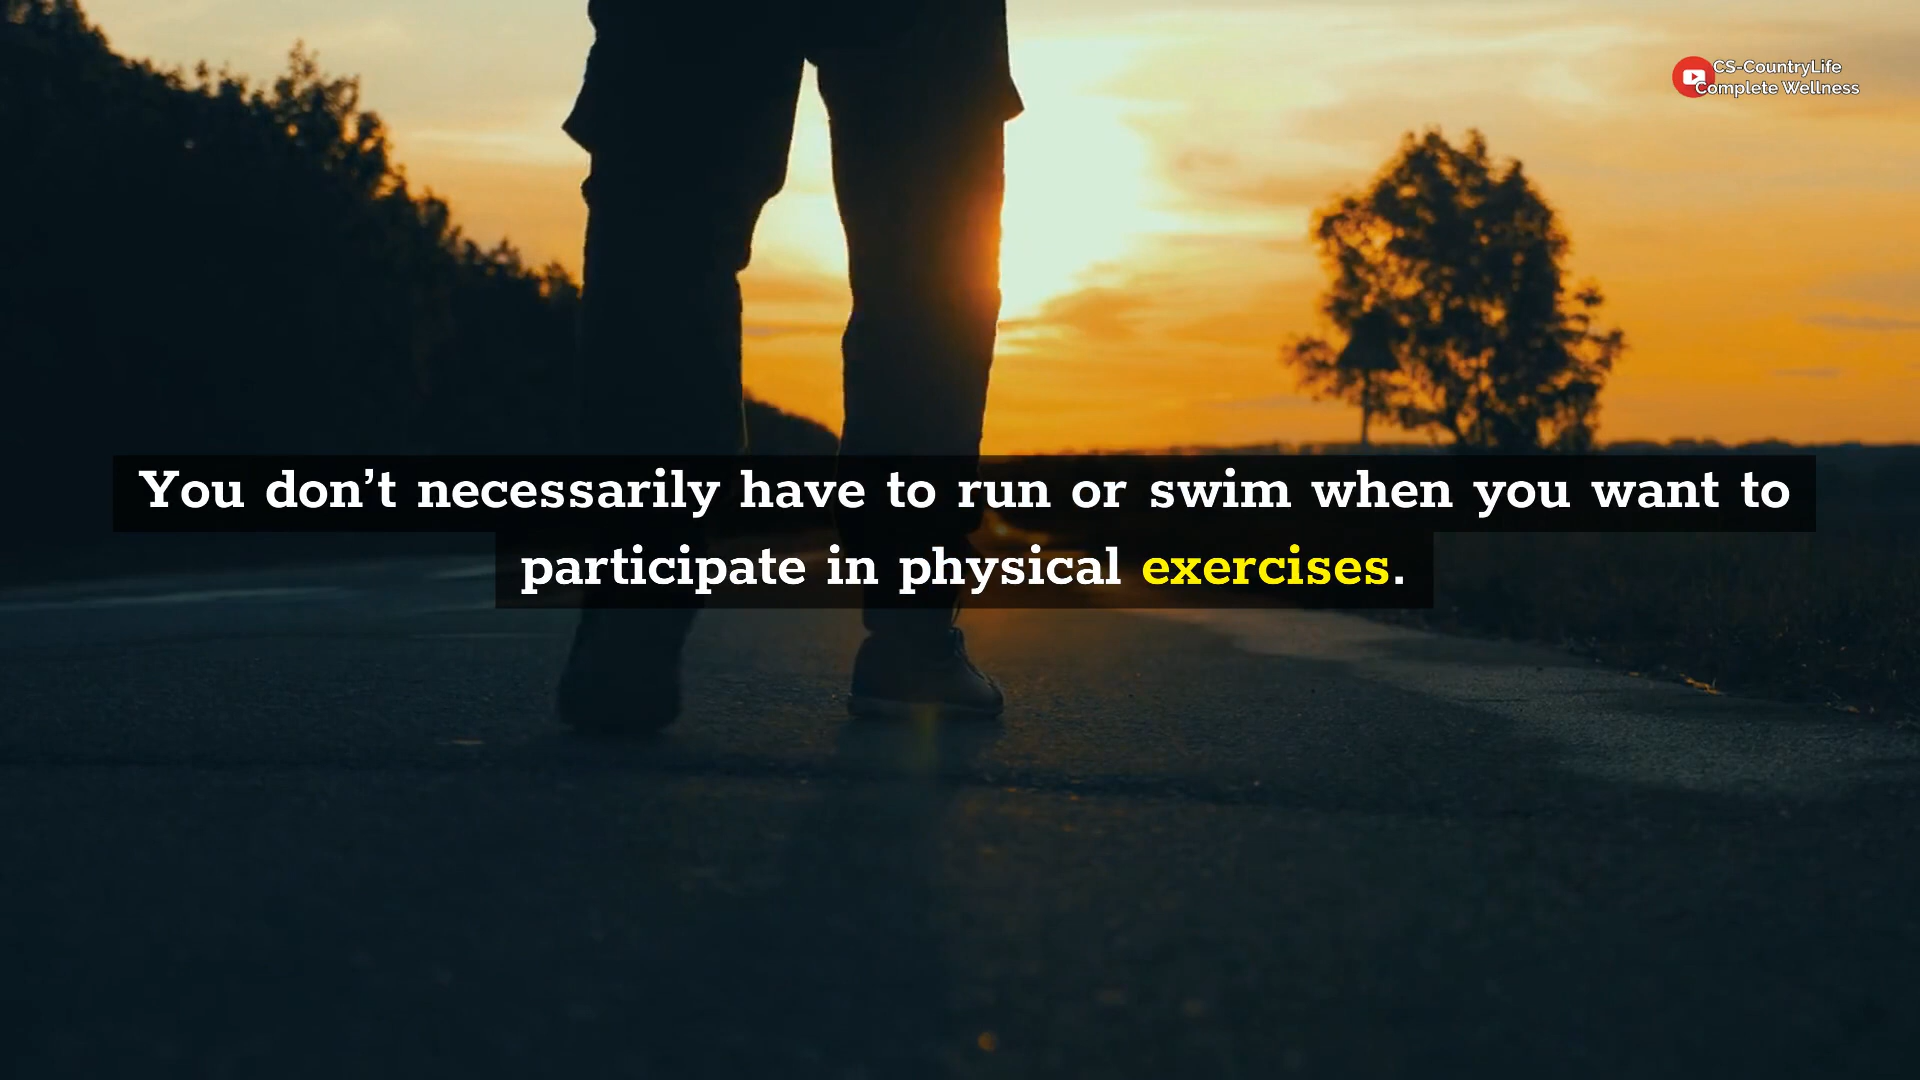 CS-CountryLife
Complete Wellness
You don’t necessarily have to run or swim when you want to
participate in physical exercises.